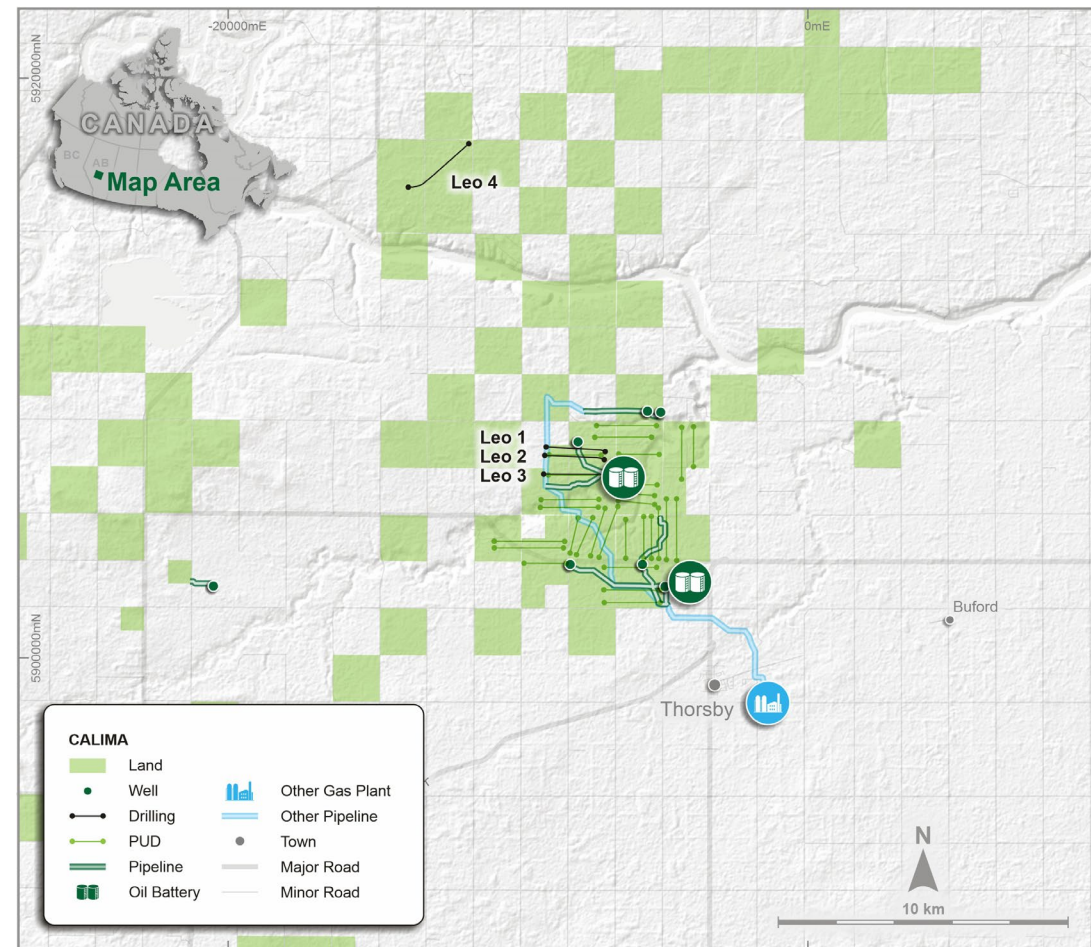 -20000mE
0mE
5920000mN
CANADA
BC
AB
Map Area
Leo 4
Leo 1
Leo 2
Leo 3
Buford
5900000mN
Thorsby
CALIMA
Land
Well
Other Gas Plant
Drilling
Other Pipeline
PUD
Town
Pipeline
Major Road
Oil Battery
Minor Road
N
10 km